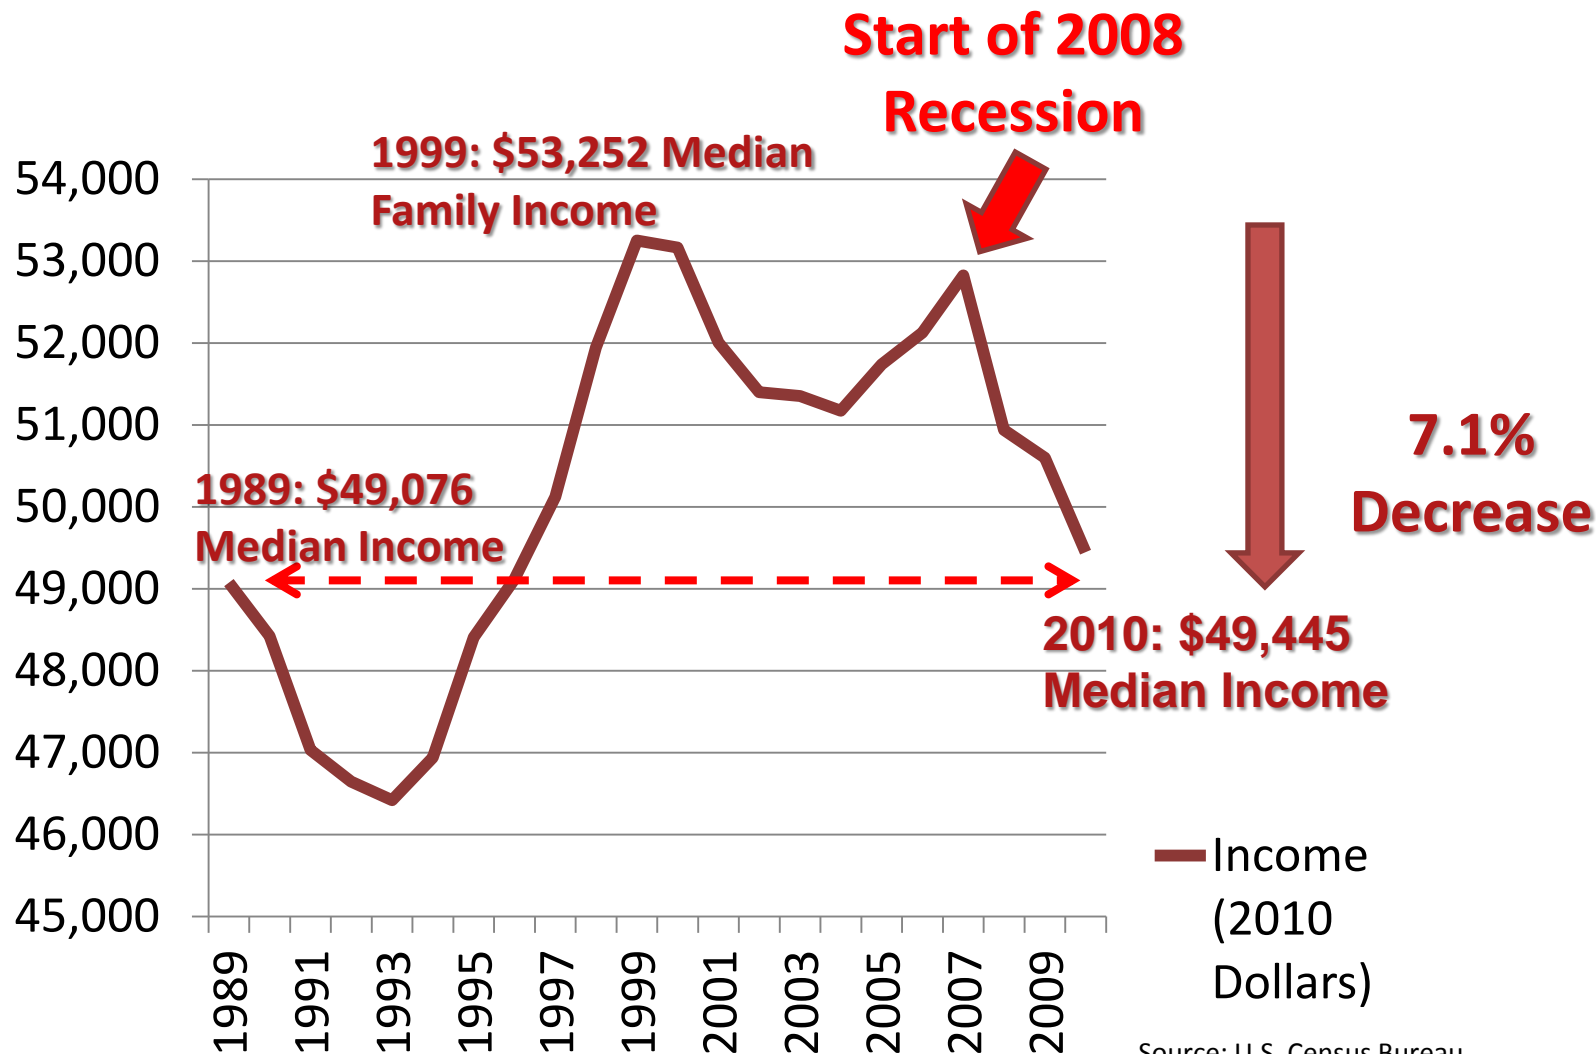 Start of 2008
Recession
1999: $53,252 Median
Family Income
54,000
53,000
52,000
51,000
50,000
49,000
48,000
47,000
46,000
45,000
1989: $49,076
Median Income
7.1%
Decrease
2010: $49,445
Median Income
Income
(2010
Dollars)
1989
1991
1993
1995
1997
1999
2001
2003
2005
2007
2009
Source: U.S. Census Bureau